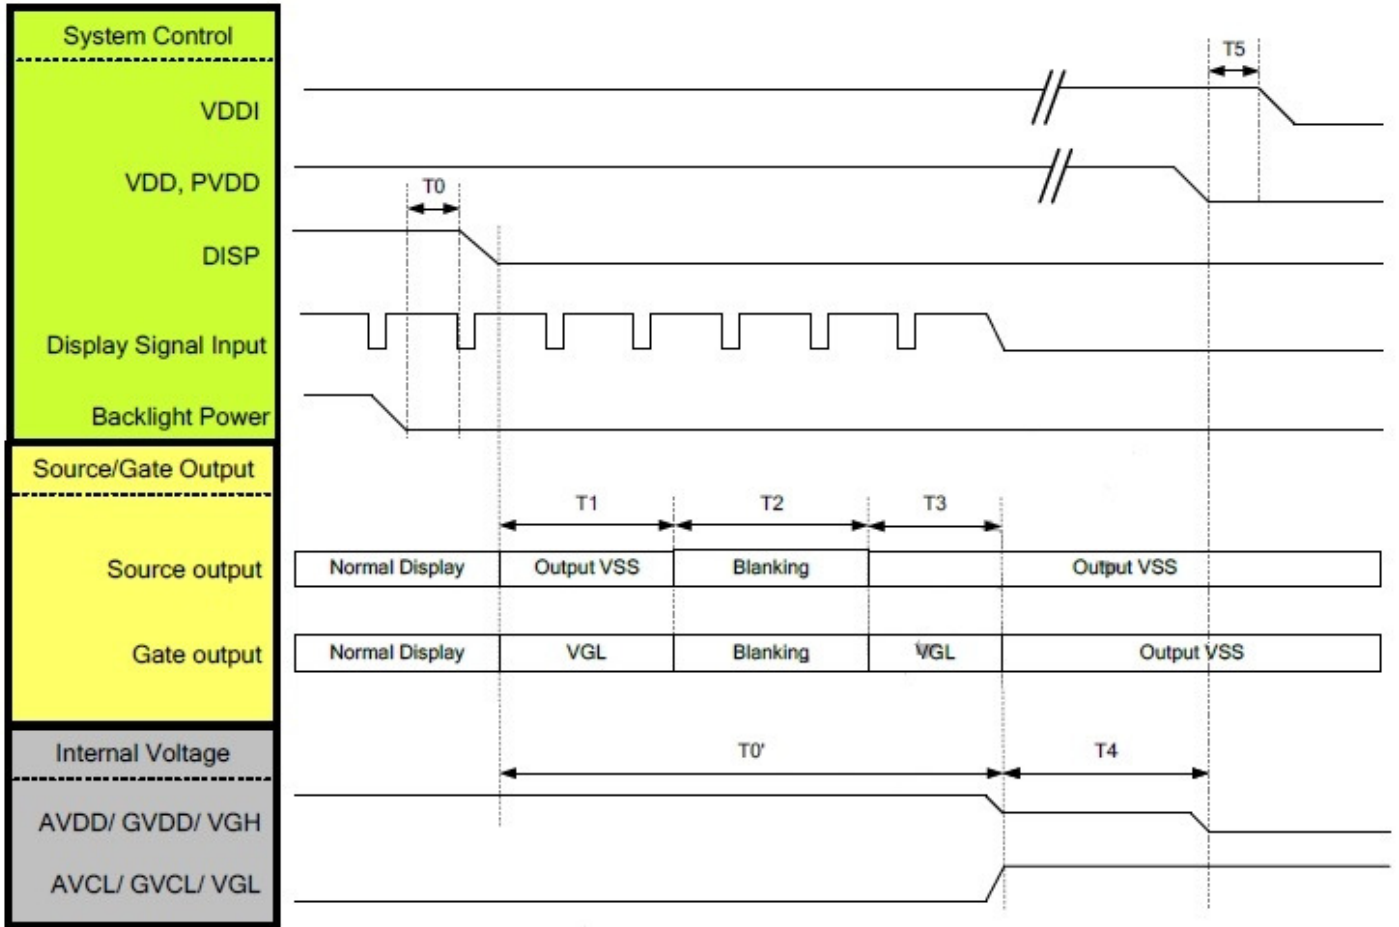 System Control
T5
VDDI
VDD, PVDD
T0
DISP
Display Signal Input
Backlight Power
Source/Gate Output
T1 T2 T3
Source output Normal Display Output VSS Blanking Output VSS
Gate output Normal Display VGL Blanking VGL Output VSS
Internal Voltage
T0' T4
AVDD/ GVDD/ VGH
AVCL/ GVCL/ VGL